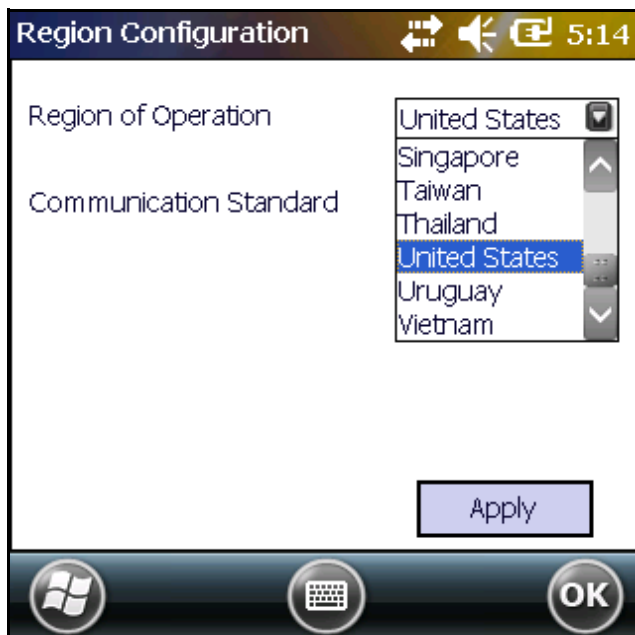 Region Configuration 5:14
Region of Operation United States
Singapore
Communication Standard Taiwan
Thailand
United States
Uruguay
Vietnam
Apply
OK